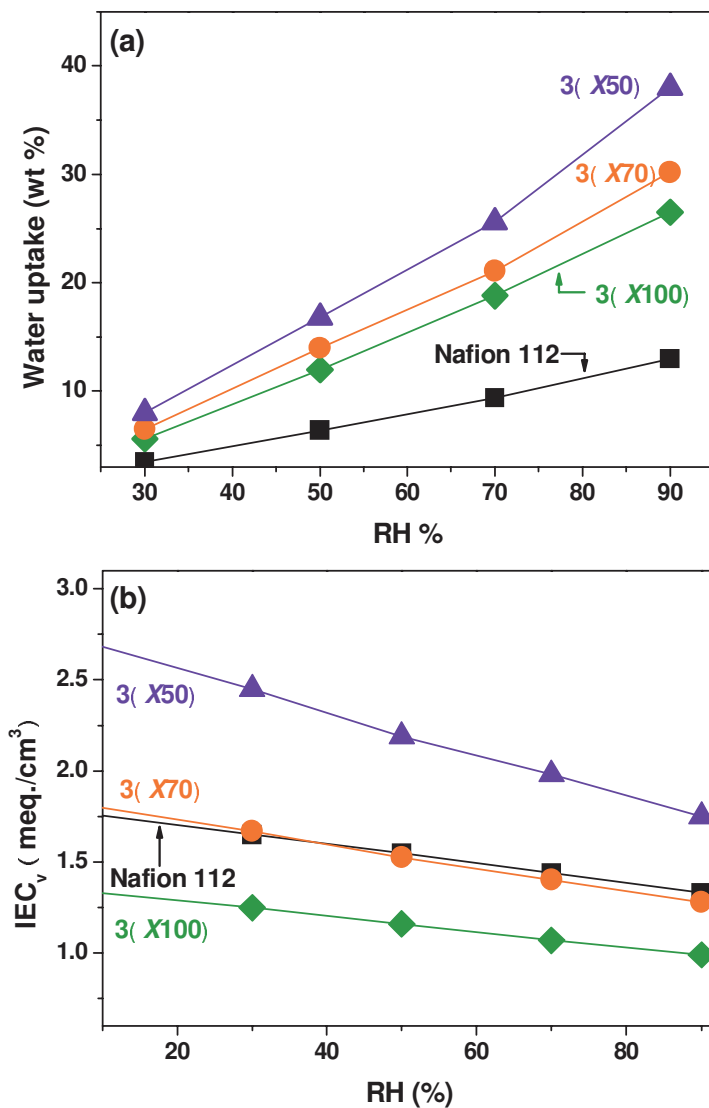 (a)
40
30
20
10
Water uptake (wt %)
3( X50)
3( X70)
3( X100)
Nafion 112
30 40 50 60 70 80 90
RH %
(b)
3.0
2.5
2.0
1.5
1.0
IECv ( meq./cm³)
3( X50)
3( X70)
Nafion 112
3( X100)
20 40 60 80
RH (%)